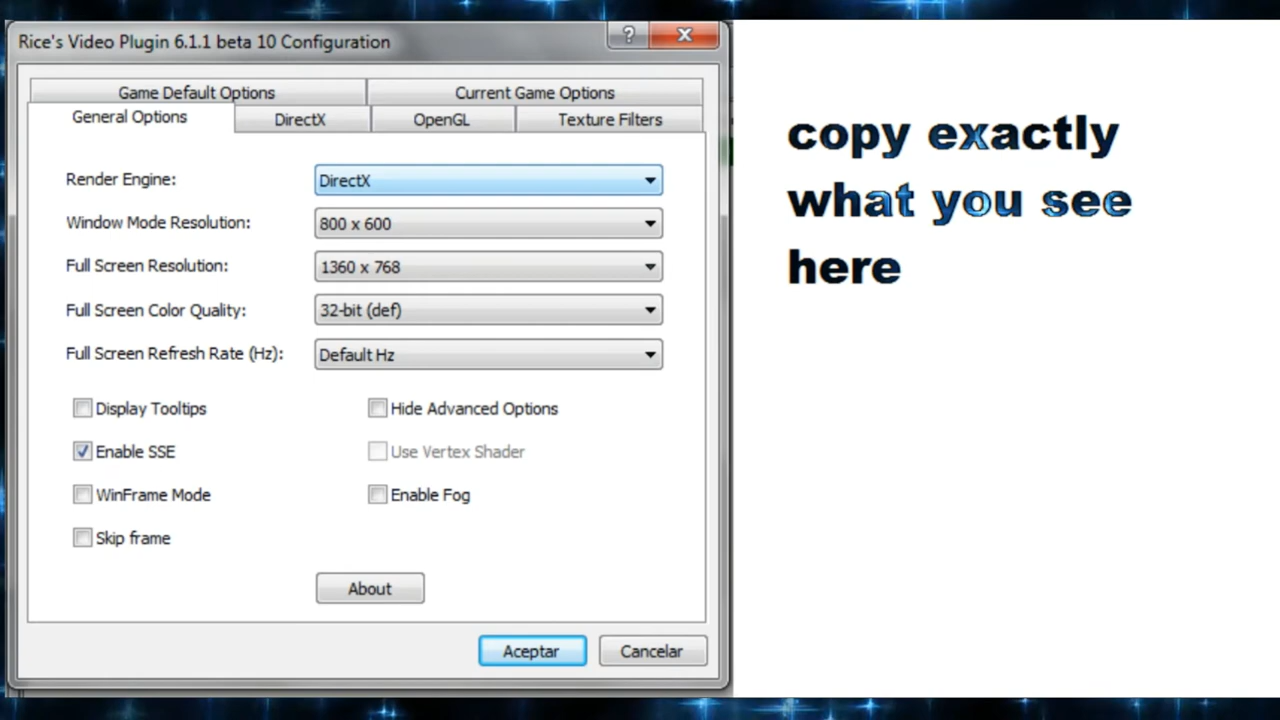 Rice's Video Plugin 6.1.1 beta 10 Configuration
?
Game Default Options
Current Game Options
General Options
DirectX
OpenGL
Texture Filters
Render Engine:
DirectX
Window Mode Resolution:
800 x 600
Full Screen Resolution:
1360 x 768
Full Screen Color Quality:
32-bit (def)
Full Screen Refresh Rate (Hz):
Default Hz
Display Tooltips
Hide Advanced Options
Enable SSE
Use Vertex Shader
WinFrame Mode
Enable Fog
Skip frame
About
Aceptar
Cancelar
copy exactly
what you see
here